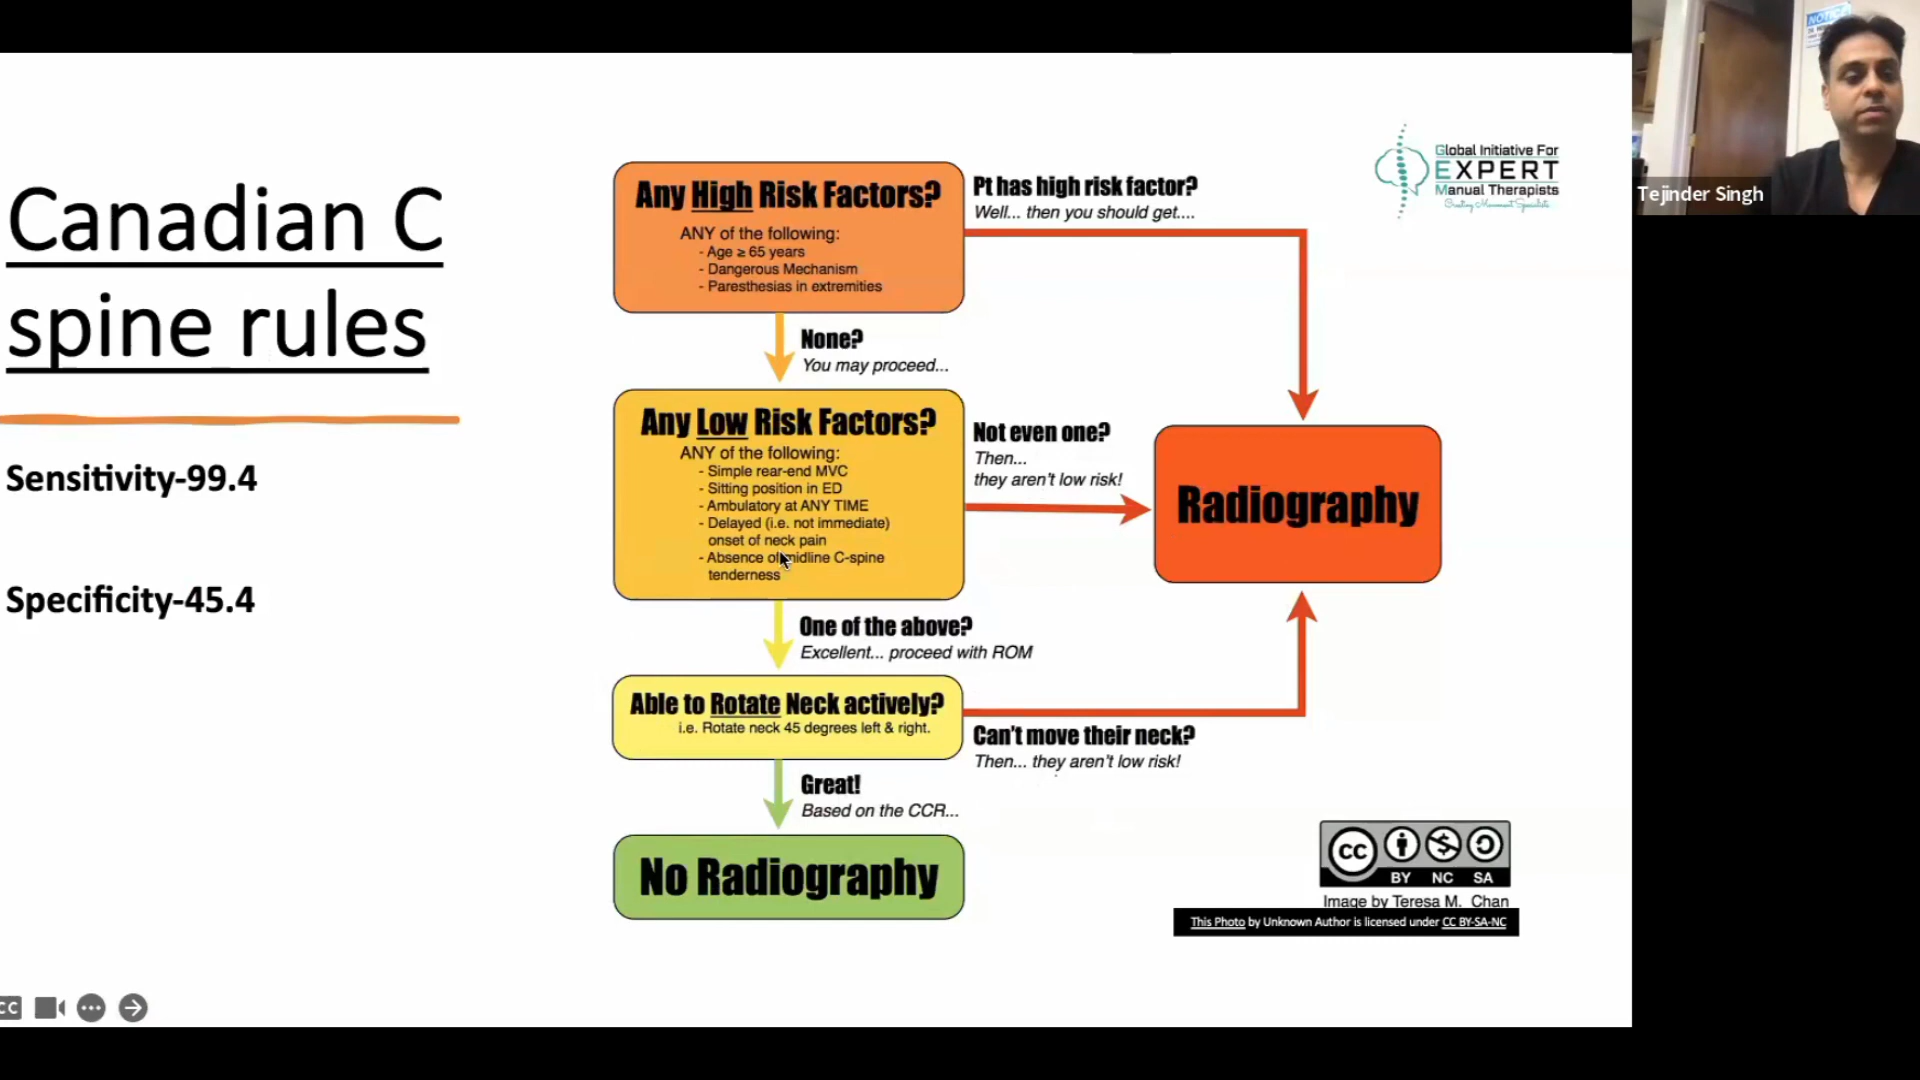 Canadian C
spine rules
Sensitivity-99.4
Specificity-45.4
Any High Risk Factors?
ANY of the following:
- Age ≥ 65 years
- Dangerous Mechanism
- Paresthasias in extremities
Pt has high risk factor?
Well... then you should get....
None?
You may proceed...
Any Low Risk Factors?
ANY of the following:
- Simple rear-end MVC
- Sitting position in ED
- Ambulatory at ANY TIME
- Delayed (i.e. not immediate)
onset of neck pain
- Absence of midline C-spine
tenderness
Not even one?
Then...
they aren't low risk!
Radiography
One of the above?
Excellent... proceed with ROM
Able to Rotate Neck actively?
i.e. Rotate neck 45 degrees left & right.
Can't move their neck?
Then... they aren't low risk!
Great!
Based on the CCR...
No Radiography
Global Initiative For
EXPERT
Manual Therapists
Creating Movement Specialists
CC
BY NC SA
Image by Teresa M. Chan
This Photo by Unknown Author is licensed under CC BY-SA-NC
NOTICE
Tejinder Singh
CC